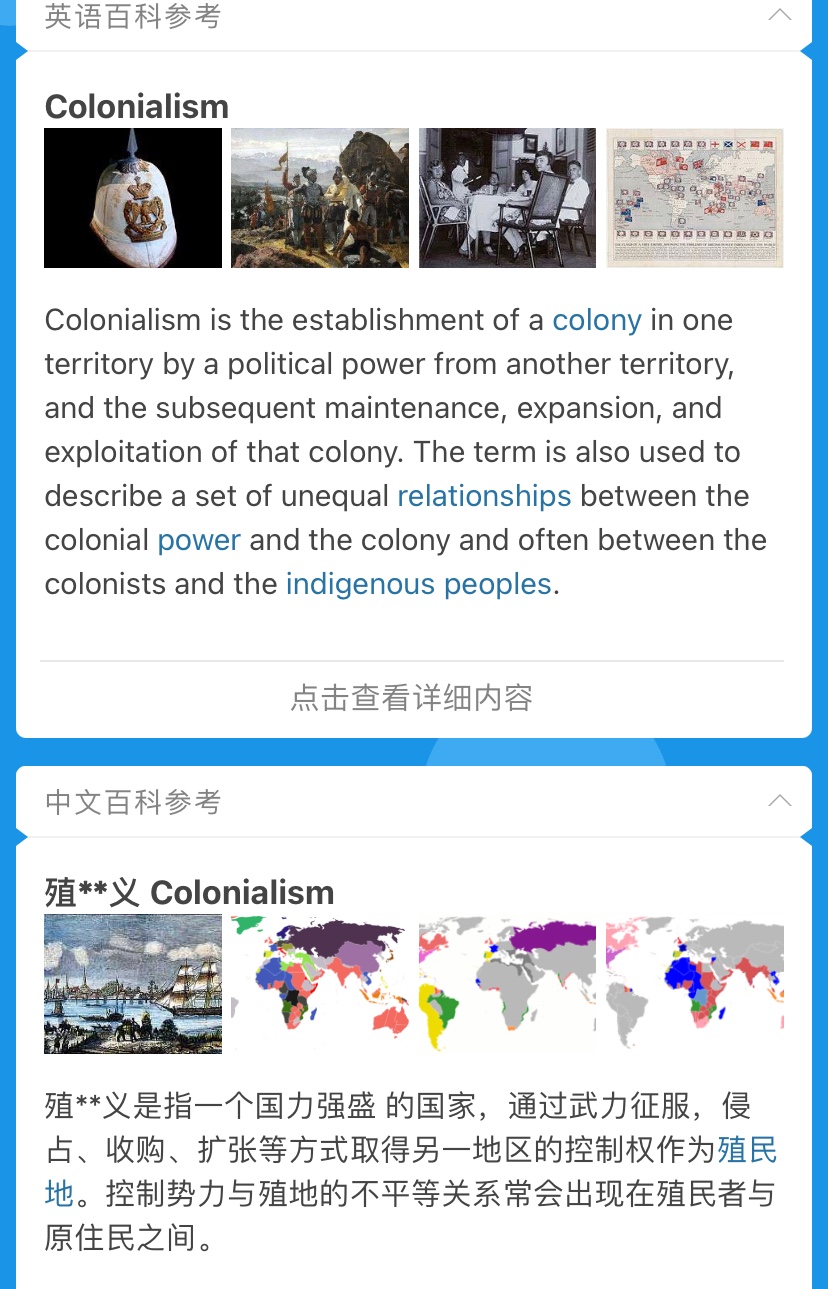 英语百科参考
Colonialism
Colonialism is the establishment of a colony in one
territory by a political power from another territory,
and the subsequent maintenance, expansion, and
exploitation of that colony. The term is also used to
describe a set of unequal relationships between the
colonial power and the colony and often between the
colonists and the indigenous peoples.
点击查看详细内容
中文百科参考
殖**义 Colonialism
殖**义是指一个国力强盛 的国家，通过武力征服，侵
占、收购、扩张等方式取得另一地区的控制权作为殖民
地。控制势力与殖地的不平等关系常会出现在殖民者与
原住民之间。